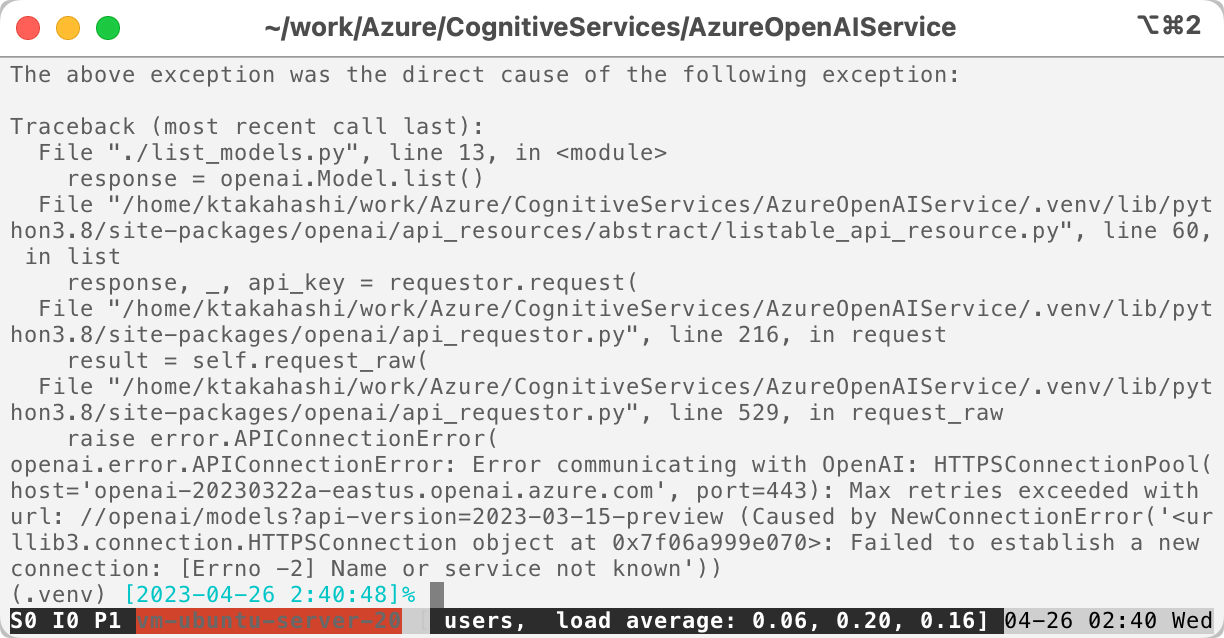 ~/work/Azure/CognitiveServices/AzureOpenAIService ⌥⌘2
The above exception was the direct cause of the following exception:
Traceback (most recent call last):
  File "./list_models.py", line 13, in <module>
    response = openai.Model.list()
  File "/home/ktakahashi/work/Azure/CognitiveServices/AzureOpenAIService/.venv/lib/pyt
hon3.8/site-packages/openai/api_resources/abstract/listable_api_resource.py", line 60,
 in list
    response, _, api_key = requestor.request(
  File "/home/ktakahashi/work/Azure/CognitiveServices/AzureOpenAIService/.venv/lib/pyt
hon3.8/site-packages/openai/api_requestor.py", line 216, in request
    result = self.request_raw(
  File "/home/ktakahashi/work/Azure/CognitiveServices/AzureOpenAIService/.venv/lib/pyt
hon3.8/site-packages/openai/api_requestor.py", line 529, in request_raw
    raise error.APIConnectionError(
openai.error.APIConnectionError: Error communicating with OpenAI: HTTPSConnectionPool(
host='openai-20230322a-eastus.openai.azure.com', port=443): Max retries exceeded with
url: //openai/models?api-version=2023-03-15-preview (Caused by NewConnectionError('<ur
llib3.connection.HTTPSConnection object at 0x7f06a999e070>: Failed to establish a new
connection: [Errno -2] Name or service not known'))
(.venv) [2023-04-26 2:40:48]%
S0 I0 P1 vm-ubuntu-server-20 users,  load average: 0.06, 0.20, 0.16] 04-26 02:40 Wed